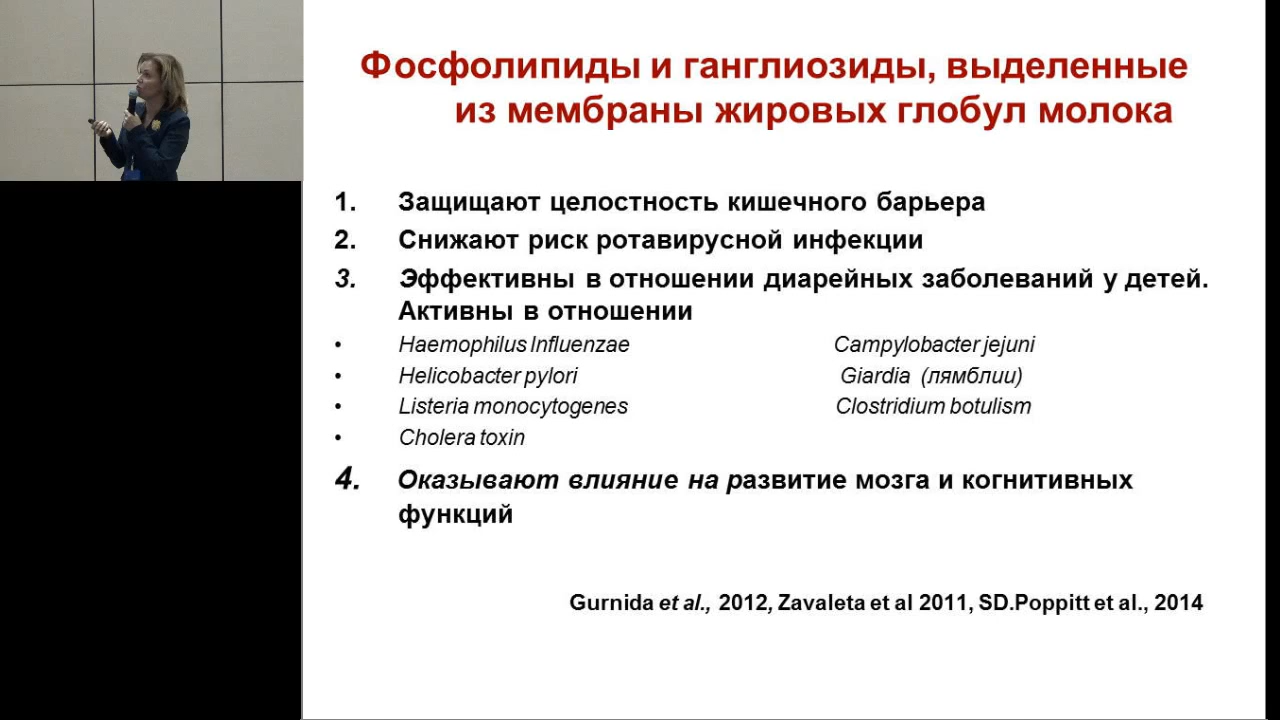 Фосфолипиды и ганглиозиды, выделенные
из мембраны жировых глобул молока
1. Защищают целостность кишечного барьера
2. Снижают риск ротавирусной инфекции
3. Эффективны в отношении диарейных заболеваний у детей.
Активны в отношении
• Haemophilus Influenzae Campylobacter jejuni
• Helicobacter pylori Giardia (лямблии)
• Listeria monocytogenes Clostridium botulism
• Cholera toxin
4. Оказывают влияние на развитие мозга и когнитивных
функций
Gurnida et al., 2012, Zavaleta et al 2011, SD.Poppitt et al., 2014